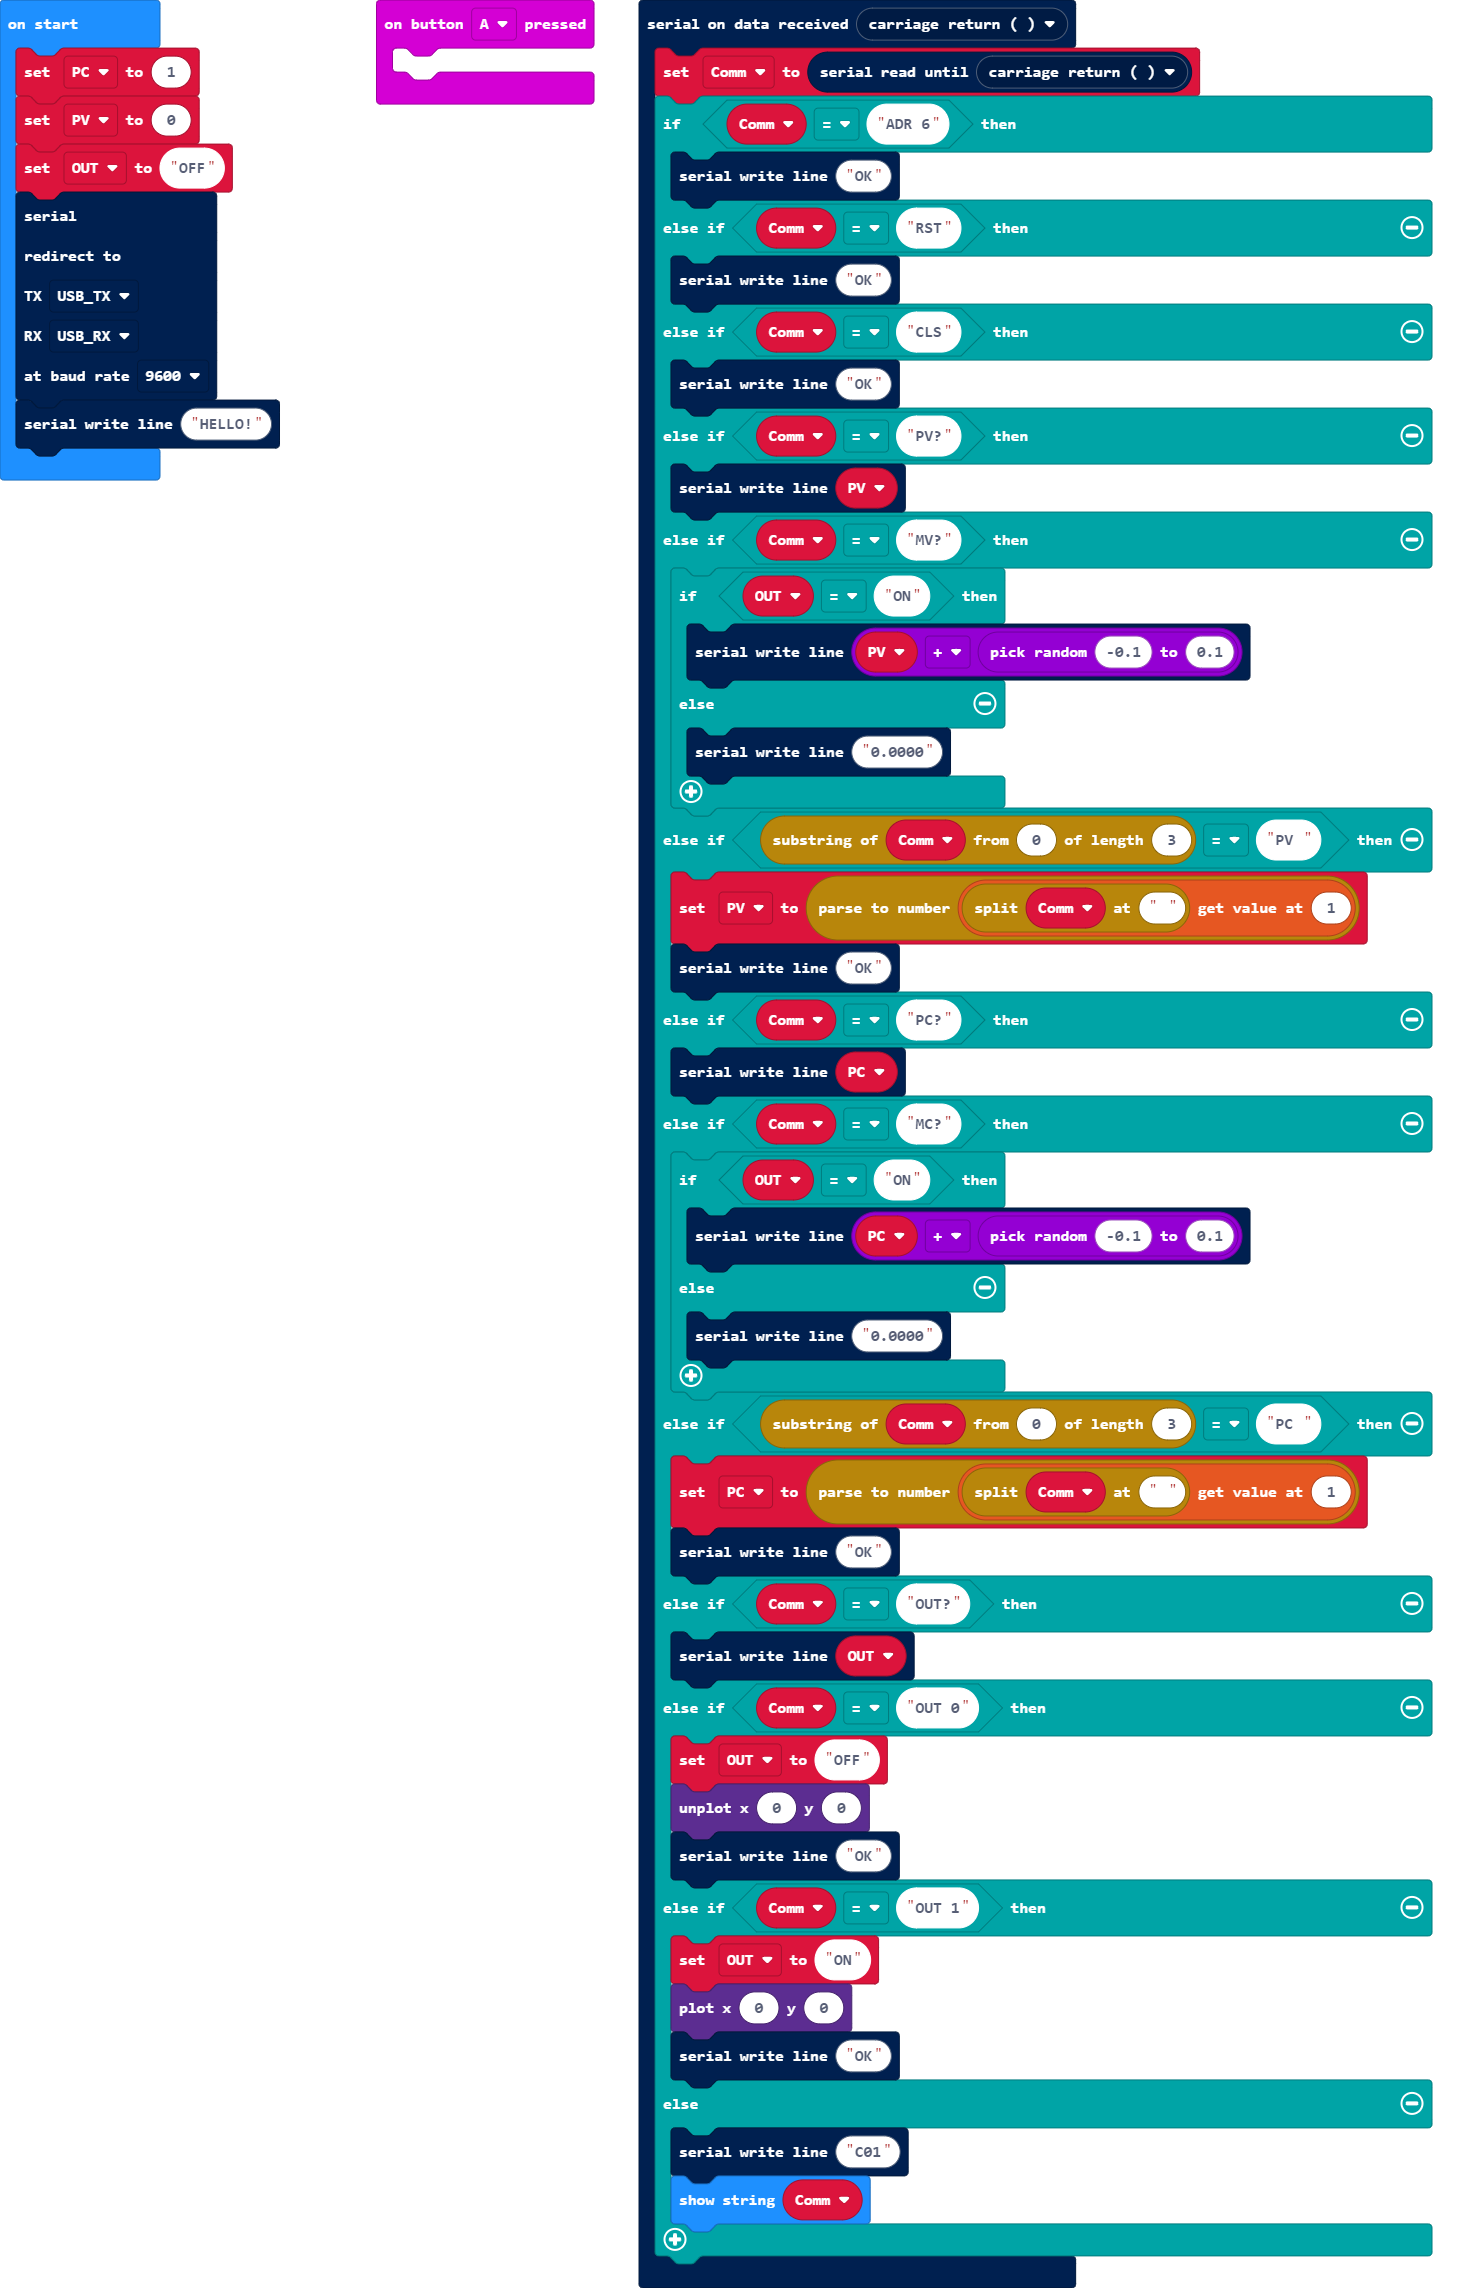 on start
set PC to 1
set PV to 0
set OUT to "OFF"
serial
redirect to
TX USB_TX
RX USB_RX
at baud rate 9600
serial write line "HELLO!"
on button A pressed
serial on data received carriage return ( )
set Comm to serial read until carriage return ( )
if Comm = "ADR 6" then
serial write line "OK"
else if Comm = "RST" then
serial write line "OK"
else if Comm = "CLS" then
serial write line "OK"
else if Comm = "PV?" then
serial write line PV
else if Comm = "MV?" then
if OUT = "ON" then
serial write line PV + pick random -0.1 to 0.1
else
serial write line "0.0000"
else if substring of Comm from 0 of length 3 = "PV " then
set PV to parse to number split Comm at " " get value at 1
serial write line "OK"
else if Comm = "PC?" then
serial write line PC
else if Comm = "MC?" then
if OUT = "ON" then
serial write line PC + pick random -0.1 to 0.1
else
serial write line "0.0000"
else if substring of Comm from 0 of length 3 = "PC " then
set PC to parse to number split Comm at " " get value at 1
serial write line "OK"
else if Comm = "OUT?" then
serial write line OUT
else if Comm = "OUT 0" then
set OUT to "OFF"
unplot x 0 y 0
serial write line "OK"
else if Comm = "OUT 1" then
set OUT to "ON"
plot x 0 y 0
serial write line "OK"
else
serial write line "C01"
show string Comm